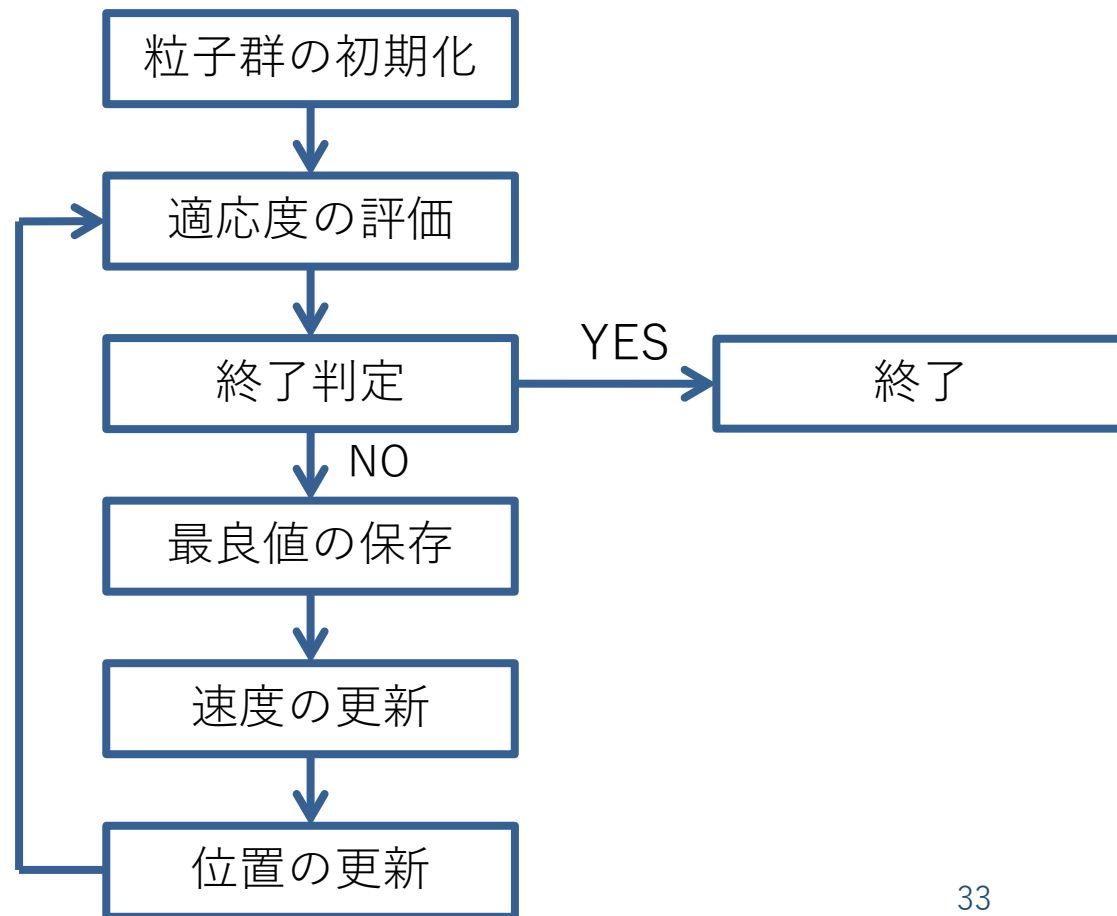 粒子群の初期化
適応度の評価
終了判定
YES
終了
NO
最良値の保存
速度の更新
位置の更新
33